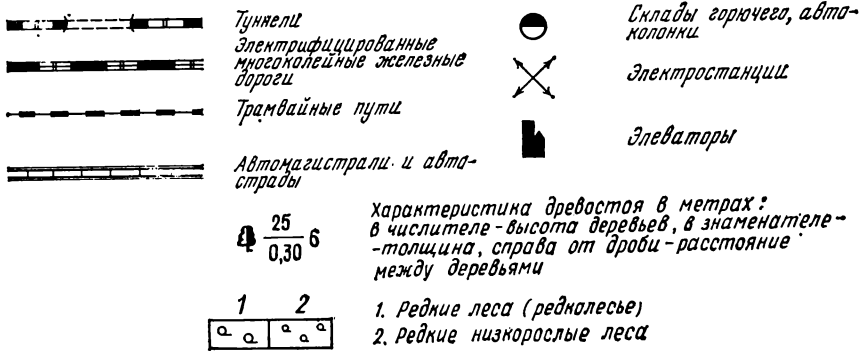 Туннели
Электрифицированные
многоколейные железные
дороги
Трамвайные пути
Автомагистрали и авто-
страды
Склады горючего, авто-
колонки
Электростанции
Элеваторы
25
0,30
6
Характеристика древостоя в метрах:
в числителе - высота деревьев, в знаменателе-
-толщина, справа от дроби - расстояние
между деревьями
1 2
1. Редкие леса (редколесье)
2. Редкие низкорослые леса